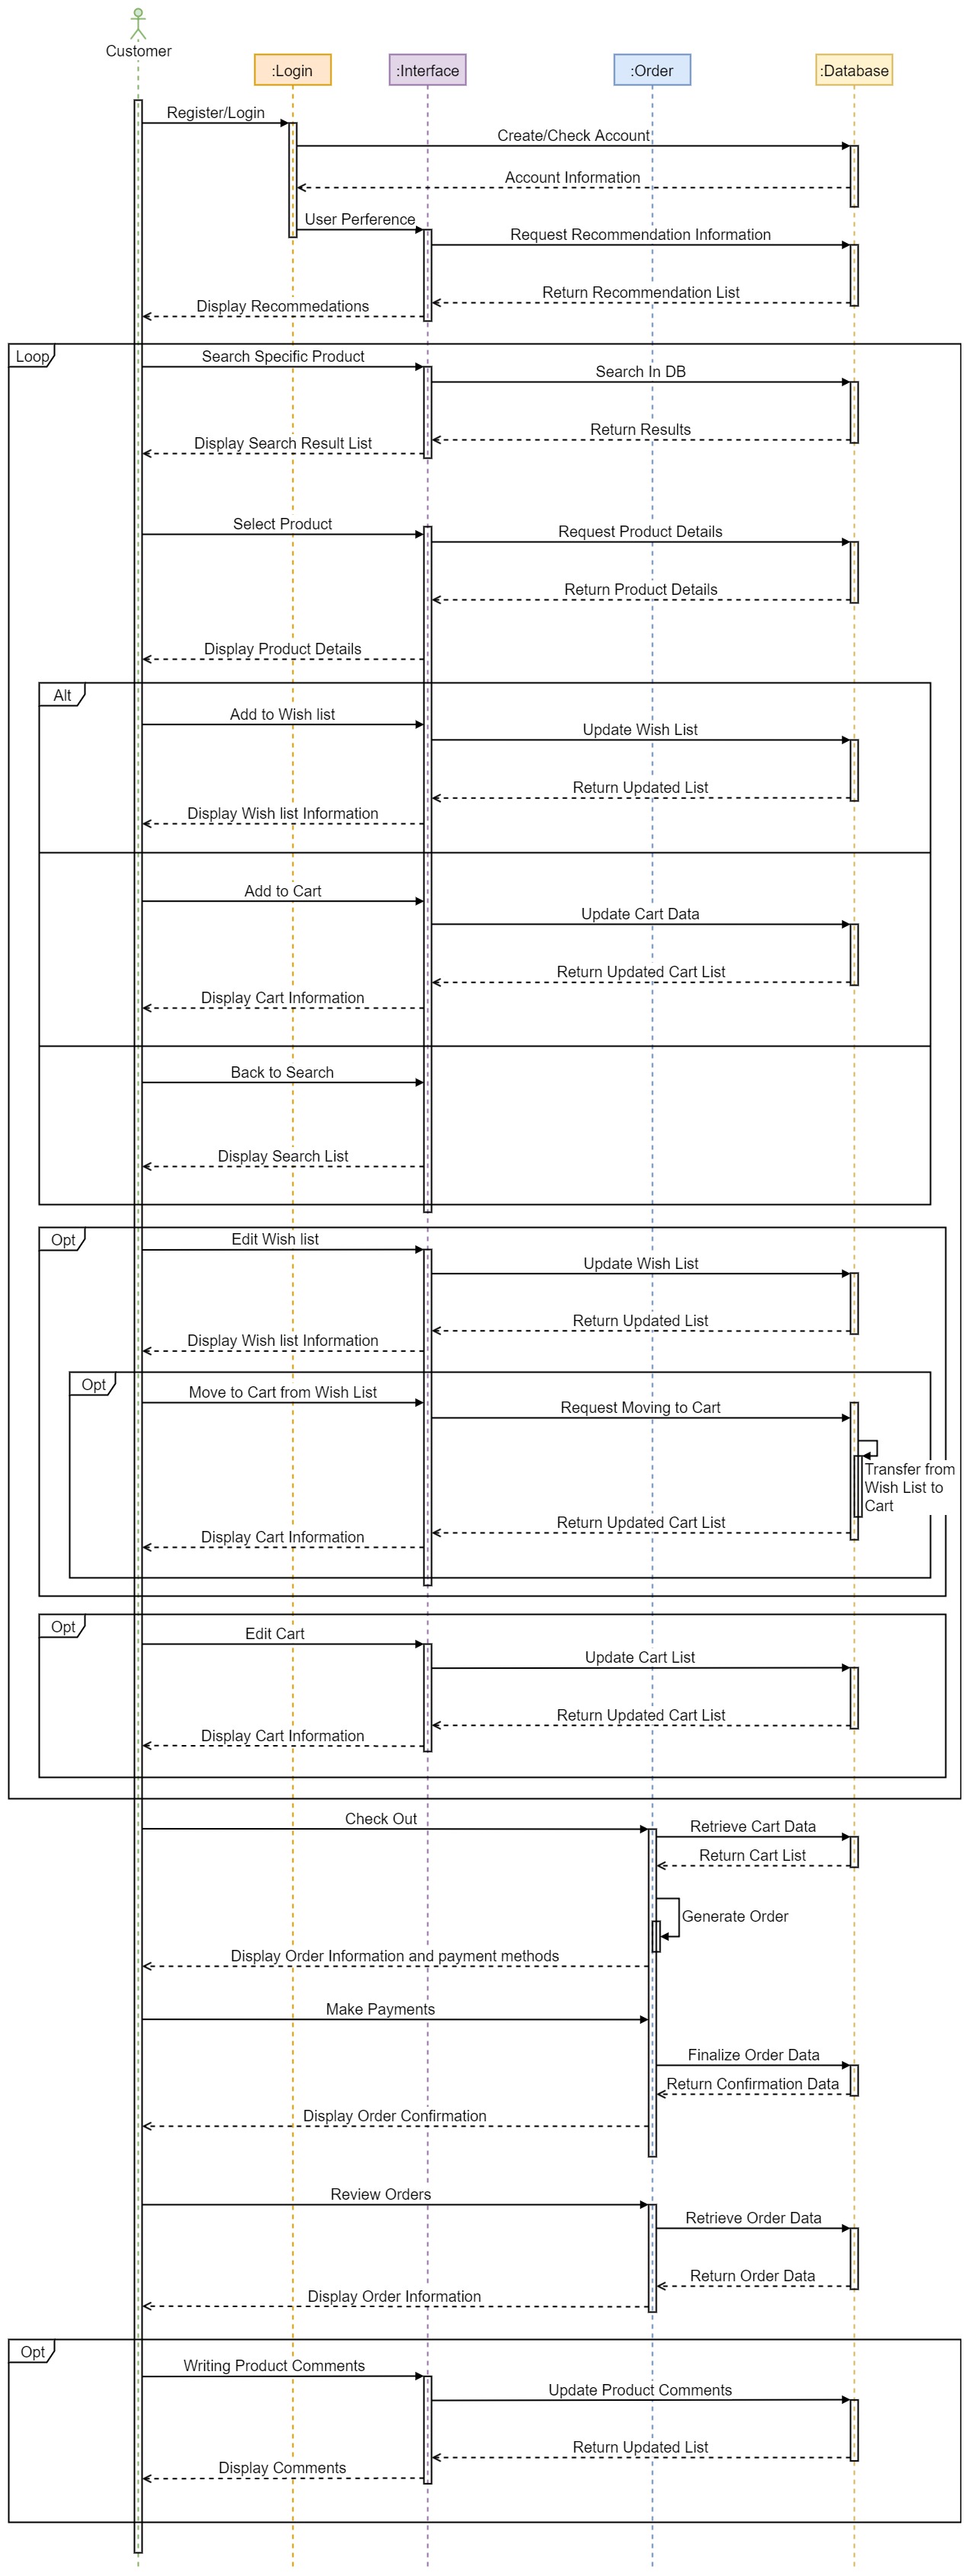 Customer
:Login
:Interface
:Order
:Database
Register/Login
Create/Check Account
Account Information
User Perference
Request Recommendation Information
Return Recommendation List
Display Recommedations
Loop
Search Specific Product
Search In DB
Return Results
Display Search Result List
Select Product
Request Product Details
Return Product Details
Display Product Details
Alt
Add to Wish list
Update Wish List
Return Updated List
Display Wish list Information
Add to Cart
Update Cart Data
Return Updated Cart List
Display Cart Information
Back to Search
Display Search List
Opt
Edit Wish list
Update Wish List
Return Updated List
Display Wish list Information
Opt
Move to Cart from Wish List
Request Moving to Cart
Transfer from
Wish List to
Cart
Return Updated Cart List
Display Cart Information
Opt
Edit Cart
Update Cart List
Return Updated Cart List
Display Cart Information
Check Out
Retrieve Cart Data
Return Cart List
Generate Order
Display Order Information and payment methods
Make Payments
Finalize Order Data
Return Confirmation Data
Display Order Confirmation
Review Orders
Retrieve Order Data
Return Order Data
Display Order Information
Opt
Writing Product Comments
Update Product Comments
Return Updated List
Display Comments